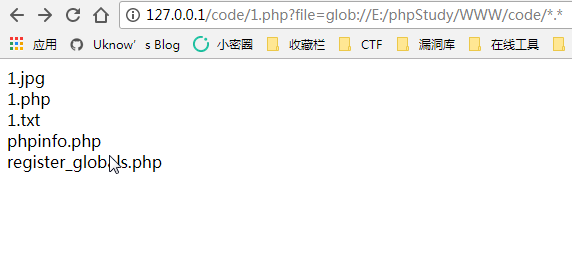 127.0.0.1/code/1.php?file=glob://E:/phpStudy/WWW/code/*.*
应用 Uknow's Blog 小密圈 收藏栏 CTF 漏洞库 在线工具
1.jpg
1.php
1.txt
phpinfo.php
register_globals.php